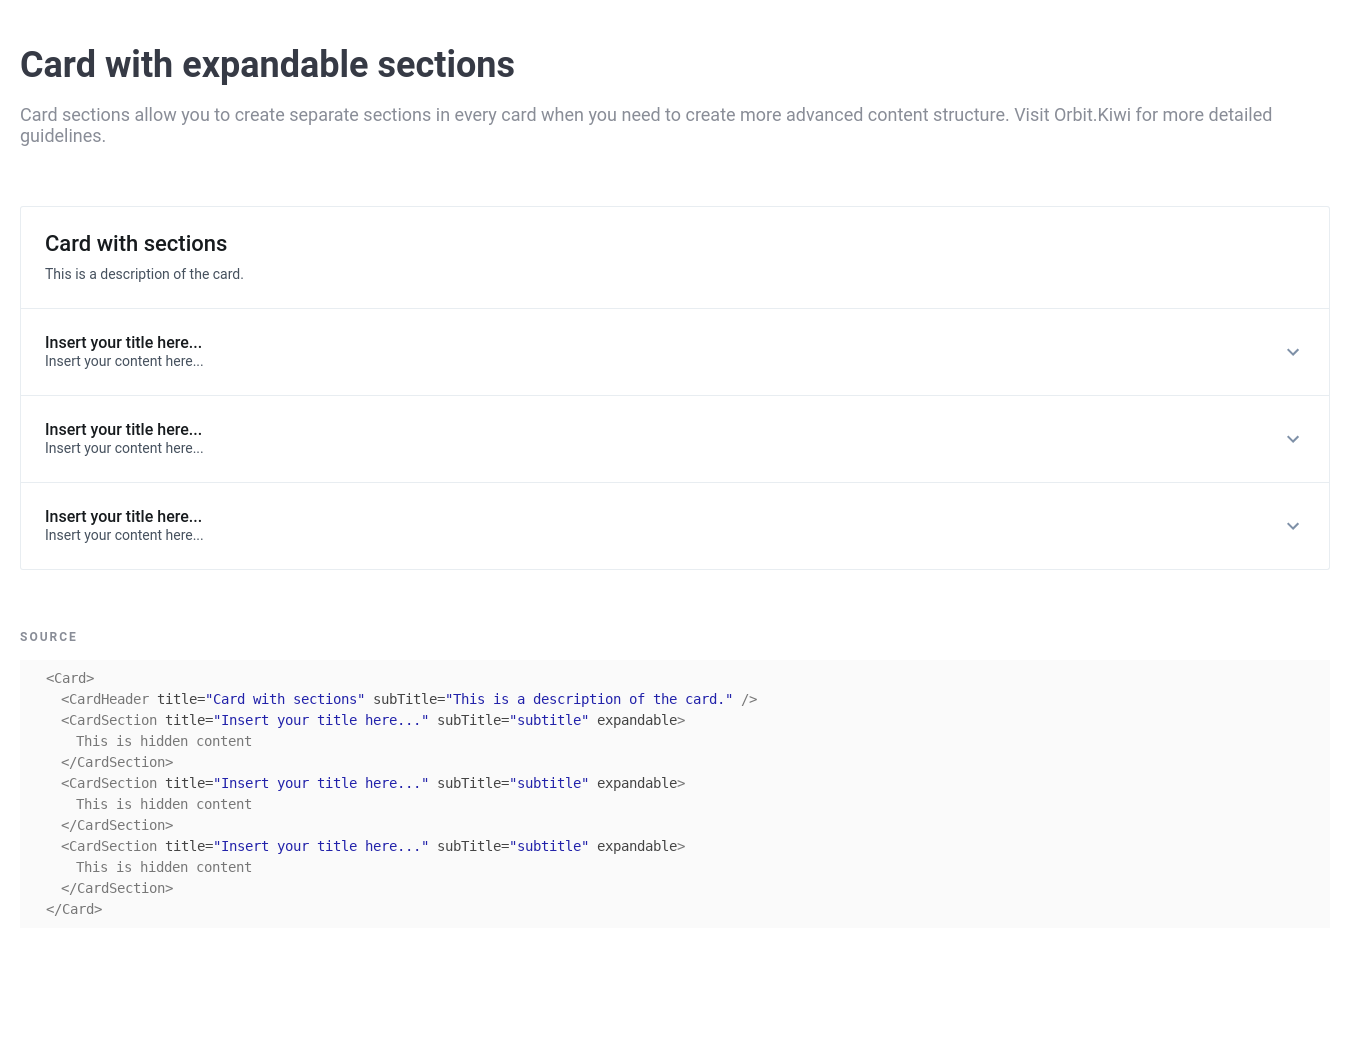 Card with expandable sections
Card sections allow you to create separate sections in every card when you need to create more advanced content structure. Visit Orbit.Kiwi for more detailed
guidelines.
Card with sections
This is a description of the card.
Insert your title here...
Insert your content here...
Insert your title here...
Insert your content here...
Insert your title here...
Insert your content here...
SOURCE
<Card>
<CardHeader title="Card with sections" subTitle="This is a description of the card." />
<CardSection title="Insert your title here..." subTitle="subtitle" expandable>
This is hidden content
</CardSection>
<CardSection title="Insert your title here..." subTitle="subtitle" expandable>
This is hidden content
</CardSection>
<CardSection title="Insert your title here..." subTitle="subtitle" expandable>
This is hidden content
</CardSection>
</Card>